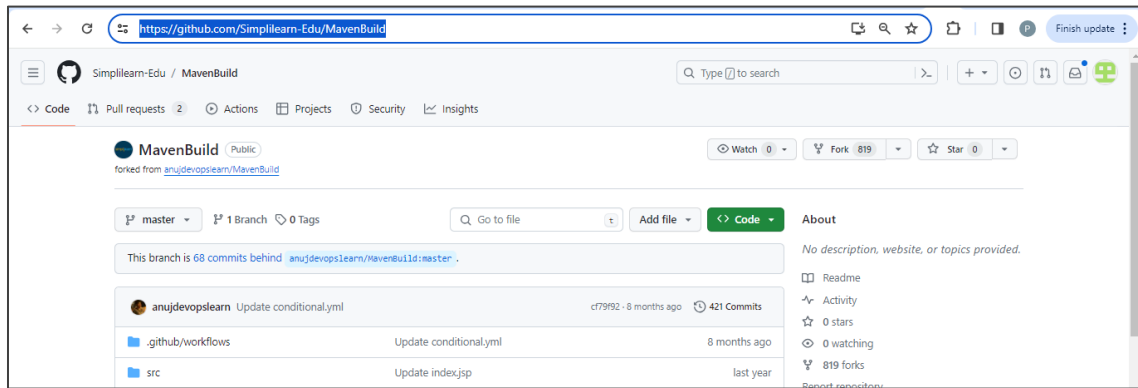 https://github.com/Simplilearn-Edu/MavenBuild
P
Finish update
Simplilearn-Edu / MavenBuild
Type / to search
<> Code Pull requests 2 Actions Projects Security Insights
MavenBuild Public
Watch 0 Fork 819 Star 0
forked from anujdevopslearn/MavenBuild
master 1 Branch 0 Tags Go to file t Add file <> Code
About
This branch is 68 commits behind anujdevopslearn/MavenBuild:master .
No description, website, or topics provided.
Readme
anujdevopslearn Update conditional.yml cf79f92 · 8 months ago 421 Commits
Activity
0 stars
.github/workflows Update conditional.yml 8 months ago
0 watching
src Update index.jsp last year
819 forks
Report repository